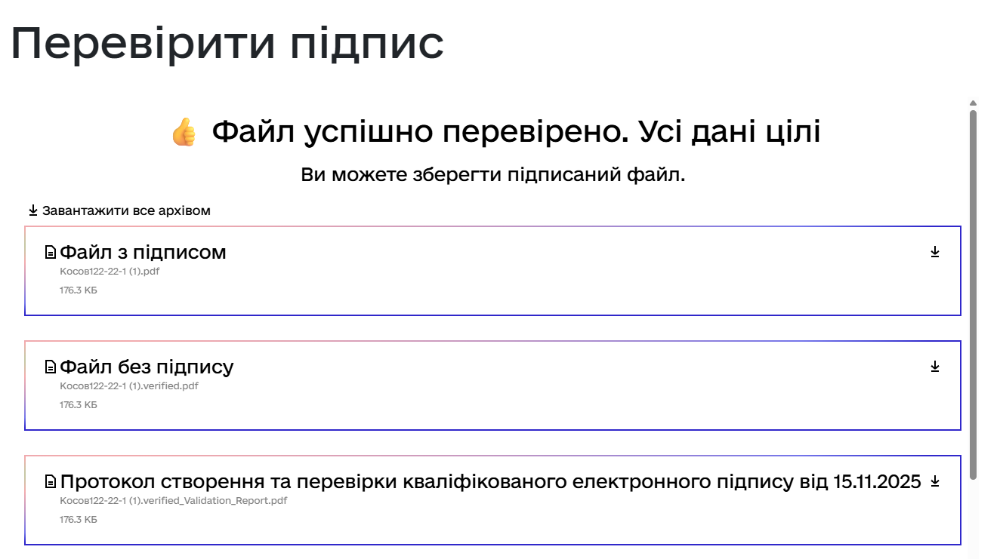 Перевірити підпис
👍 Файл успішно перевірено. Усі дані цілі
Ви можете зберегти підписаний файл.
Завантажити все архівом
Файл з підписом
Косов122-22-1 (1).pdf
176.3 КБ
Файл без підпису
Косов122-22-1 (1).verified.pdf
176.3 КБ
Протокол створення та перевірки кваліфікованого електронного підпису від 15.11.2025
Косов122-22-1 (1).verified_Validation_Report.pdf
176.3 КБ